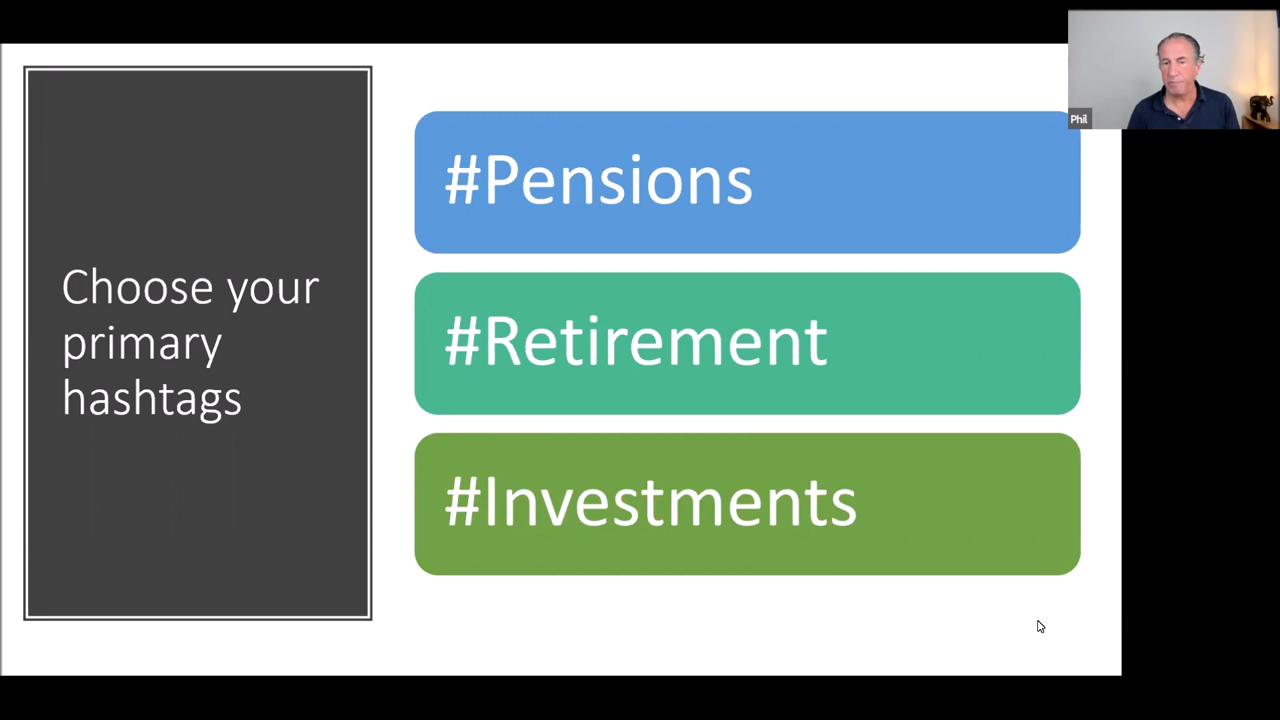 Choose your
primary
hashtags
#Pensions
#Retirement
#Investments
Phil